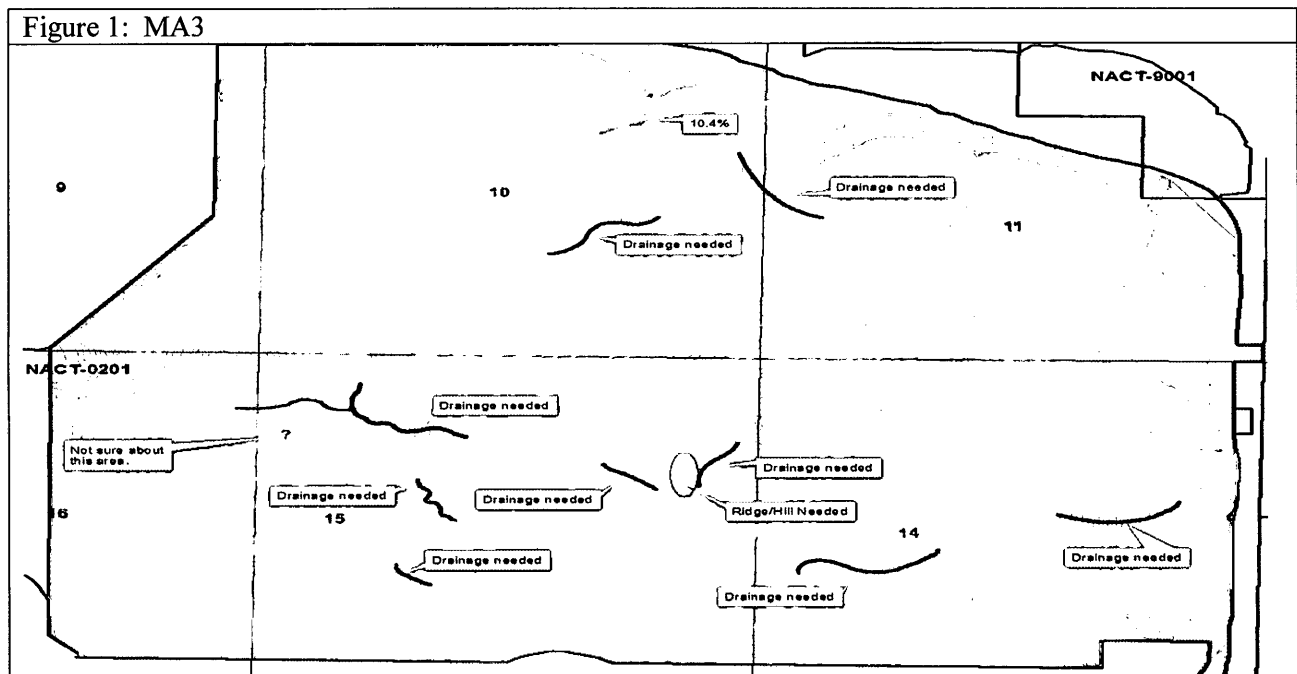 Figure 1: MA3
NACT-9001
10.4%
9
10
Drainage needed
11
Drainage needed
NACT-0201
Drainage needed
?
Not sure about
this area.
Drainage needed
Drainage needed
Drainage needed
Ridge/Hill Needed
16
15
14
Drainage needed
Drainage needed
Drainage needed